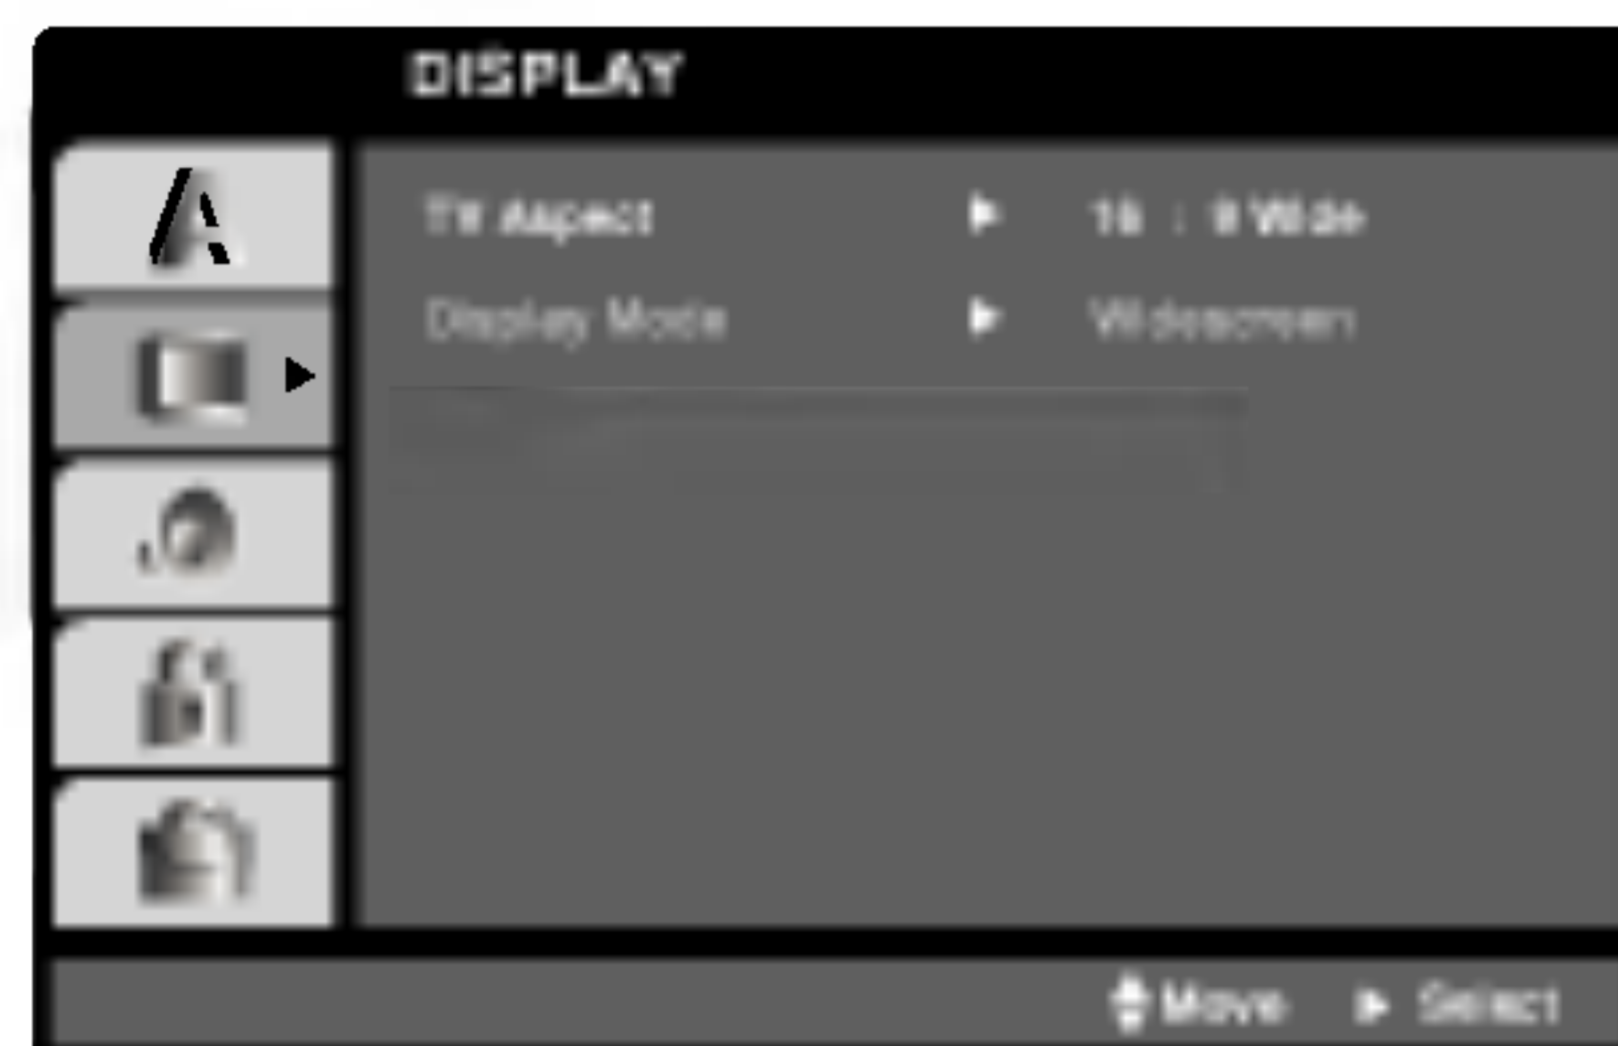 DISPLAY
TV Aspect ► 16 : 9 Wide
Display Mode ► Widescreen
Move ► Select